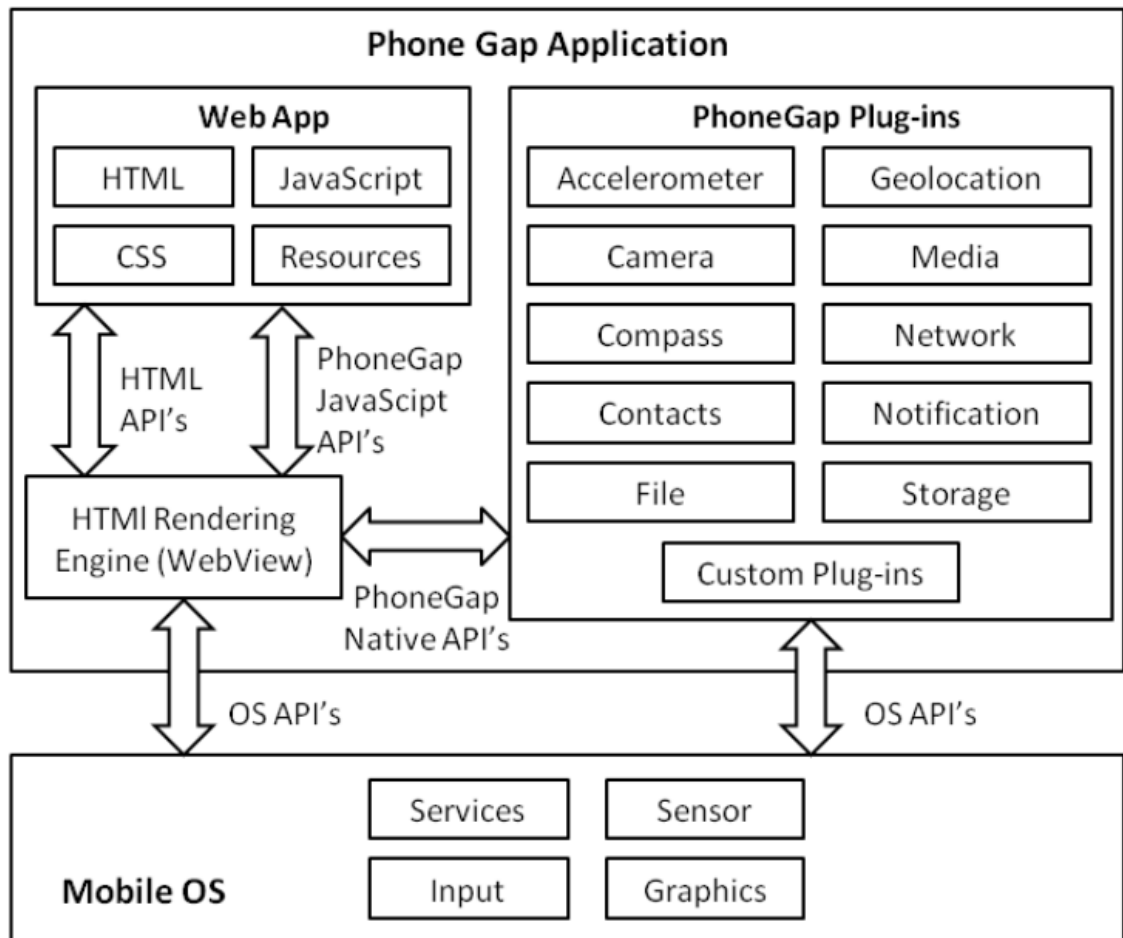 Phone Gap Application
Web App
HTML
JavaScript
CSS
Resources
PhoneGap Plug-ins
Accelerometer
Geolocation
Camera
Media
Compass
Network
Contacts
Notification
File
Storage
Custom Plug-ins
HTML
API's
PhoneGap
JavaScipt
API's
HTMl Rendering
Engine (WebView)
PhoneGap
Native API's
OS API's
OS API's
Services
Sensor
Input
Graphics
Mobile OS